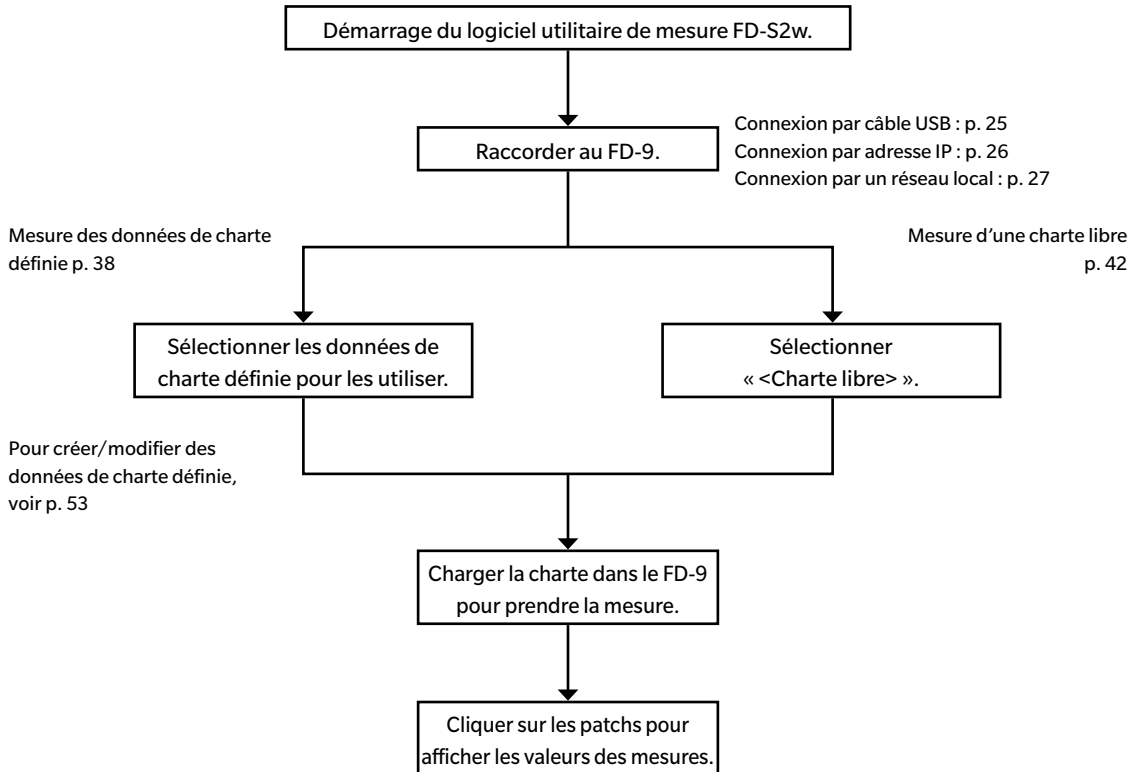 Démarrage du logiciel utilitaire de mesure FD-S2w.
Raccorder au FD-9.
Connexion par câble USB : p. 25
Connexion par adresse IP : p. 26
Connexion par un réseau local : p. 27
Mesure des données de charte
définie p. 38
Mesure d’une charte libre
p. 42
Sélectionner les données de
charte définie pour les utiliser.
Sélectionner
« <Charte libre> ».
Pour créer/modifier des
données de charte définie,
voir p. 53
Charger la charte dans le FD-9
pour prendre la mesure.
Cliquer sur les patchs pour
afficher les valeurs des mesures.